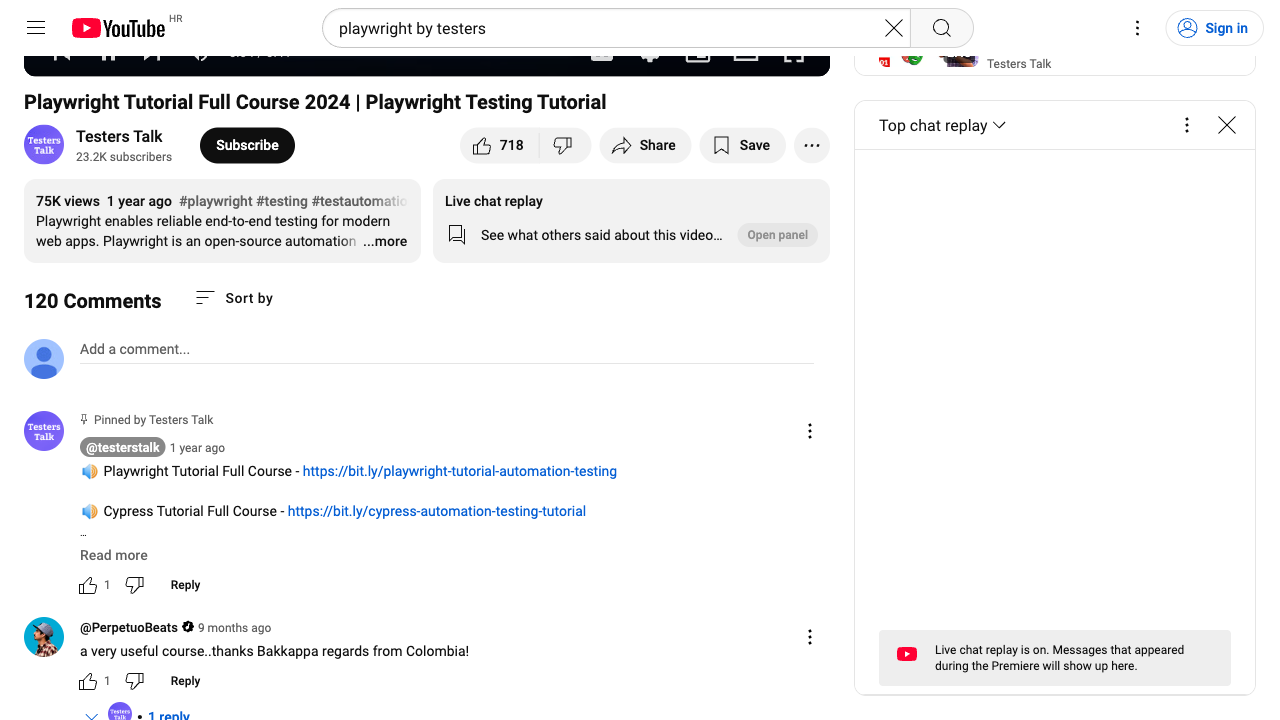 YouTube HR
playwright by testers
Sign in
Testers Talk
Playwright Tutorial Full Course 2024 | Playwright Testing Tutorial
Testers Talk
Testers Talk
23.2K subscribers
Subscribe
718
Share
Save
75K views 1 year ago #playwright #testing #testautomatio
Playwright enables reliable end-to-end testing for modern
web apps. Playwright is an open-source automation ...more
Live chat replay
See what others said about this video...
Open panel
Top chat replay
120 Comments
Sort by
Add a comment...
Testers Talk
Pinned by Testers Talk
@testerstalk 1 year ago
Playwright Tutorial Full Course - https://bit.ly/playwright-tutorial-automation-testing
Cypress Tutorial Full Course - https://bit.ly/cypress-automation-testing-tutorial
...
Read more
1
Reply
@PerpetuoBeats 9 months ago
a very useful course..thanks Bakkappa regards from Colombia!
1
Reply
Testers Talk
• 1 reply
Live chat replay is on. Messages that appeared
during the Premiere will show up here.